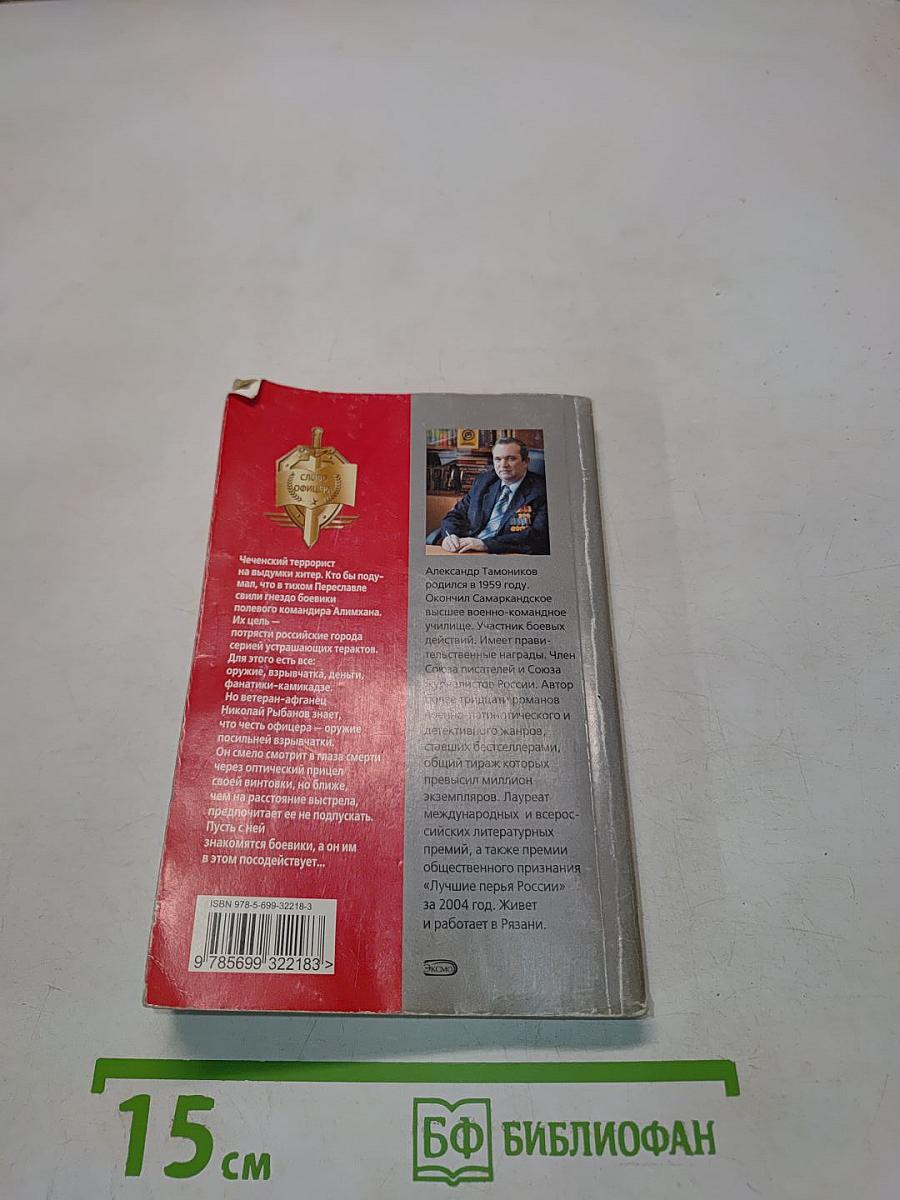 СЛОВО
ОФИЦЕРА
Чеченский террорист
на выдумки хитер. Кто бы поду-
мал, что в тихом Переславле
свили гнездо боевики
полевого командира Алимхана.
Их цель —
потрясти российские города
серией устрашающих терактов.
Для этого есть все:
оружие, взрывчатка, деньги,
фанатики-камикадзе.
Но ветеран-афганец
Николай Рыбанов знает,
что честь офицера — оружие
посильней взрывчатки.
Он смело смотрит в глаза смерти
через оптический прицел
своей винтовки, но ближе,
чем на расстояние выстрела,
предпочитает ее не подпускать.
Пусть с ней
знакомятся боевики, а он им
в этом посодействует...
ISBN 978-5-699-32218-3
9 785699 322183 >
Александр Тамоников
родился в 1959 году.
Окончил Самаркандское
высшее военно-командное
училище. Участник боевых
действий. Имеет прави-
тельственные награды. Член
Союза писателей и Союза
журналистов России. Автор
более тридцати романов
военно-патриотического и
детективного жанров,
ставших бестселлерами,
общий тираж которых
превысил миллион
экземпляров. Лауреат
международных и всерос-
сийских литературных
премий, а также премии
общественного признания
«Лучшие перья России»
за 2004 год. Живет
и работает в Рязани.
ЭКСМО
15 см
БФ БИБЛИОФАН